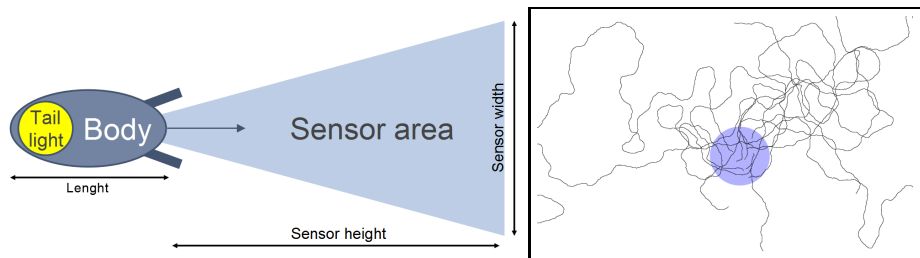 Tail
light
Body
Sensor area
Sensor width
Lenght
Sensor height